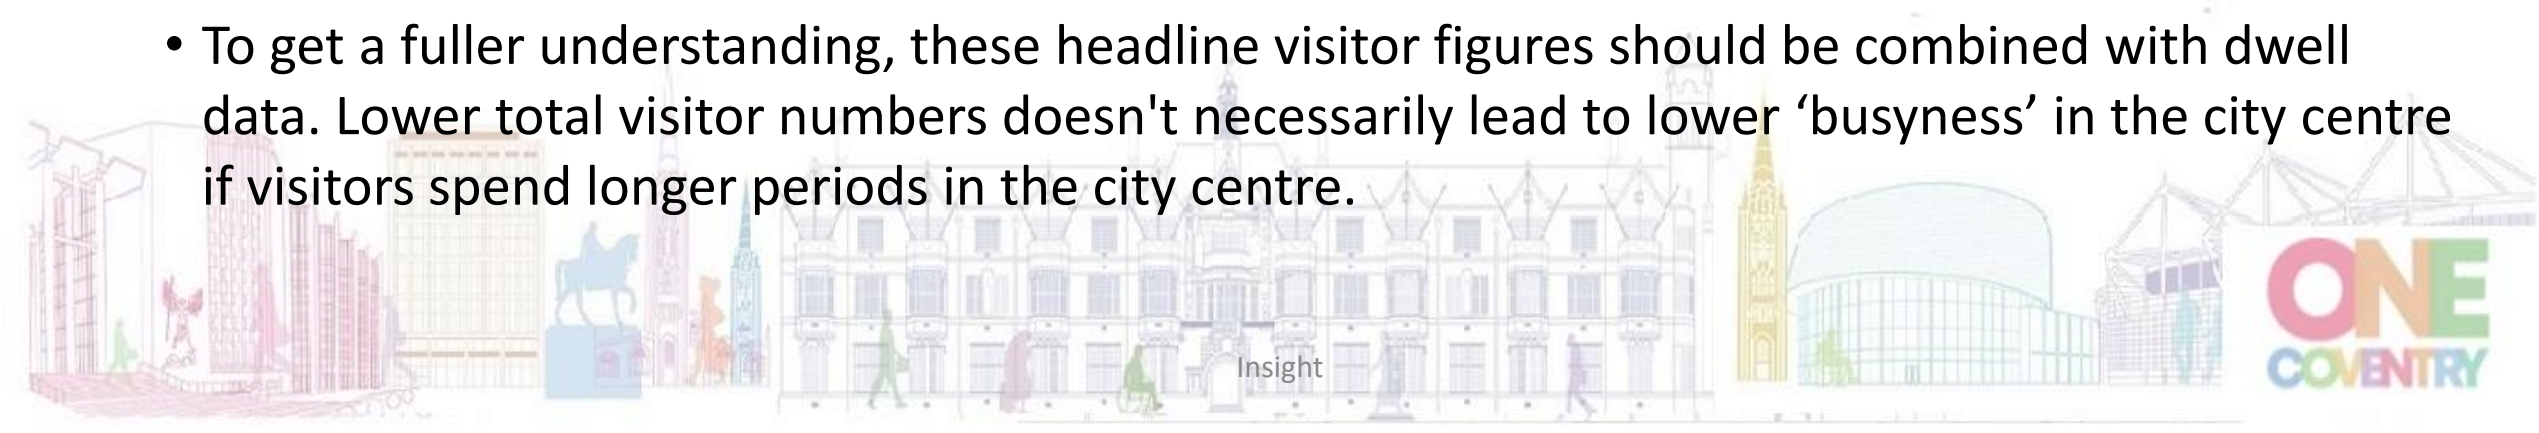 • To get a fuller understanding, these headline visitor figures should be combined with dwell
data. Lower total visitor numbers doesn't necessarily lead to lower ‘busyness’ in the city centre
if visitors spend longer periods in the city centre.
Insight
ONE
COVENTRY